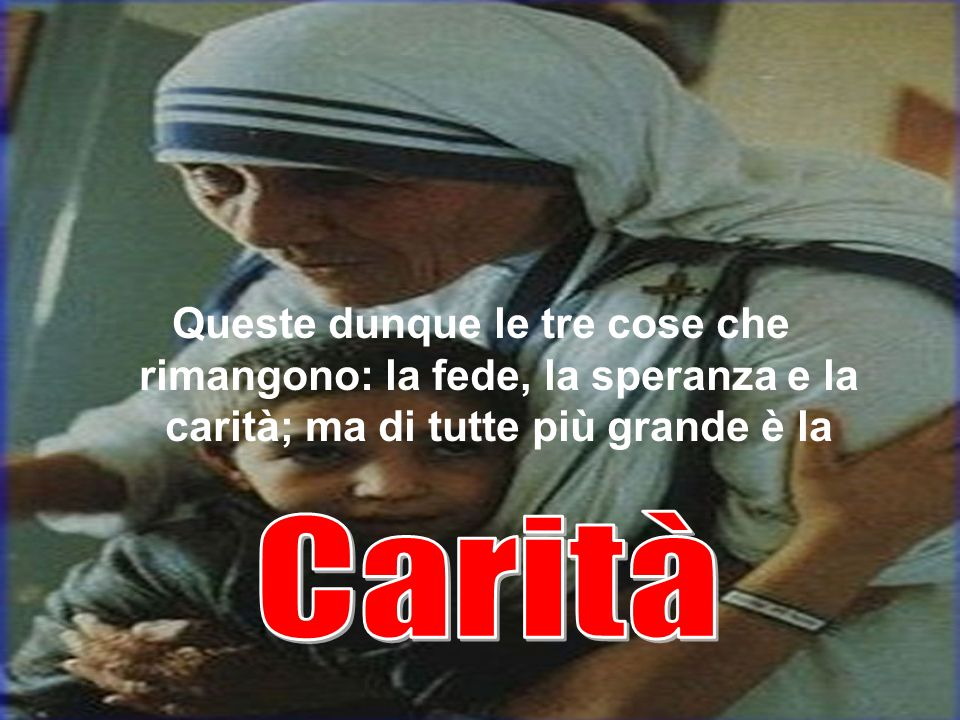 Queste dunque le tre cose che
rimangono: la fede, la speranza e la
carità; ma di tutte più grande è la
Carità